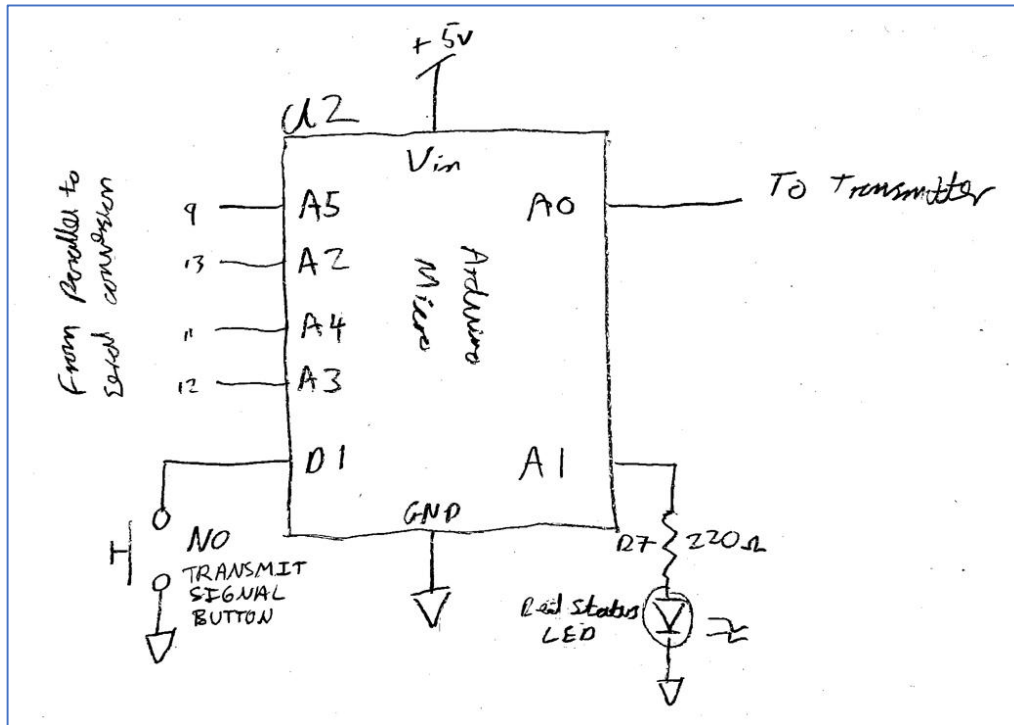 +5v
U2
Vin
From Parallel to
Serial conversion
9
A5
13
A2
11
A4
12
A3
D1
Arduino
Micro
A0
To Transmitter
A1
GND
NO
TRANSMIT
SIGNAL
BUTTON
R7
220Ω
Red Status
LED